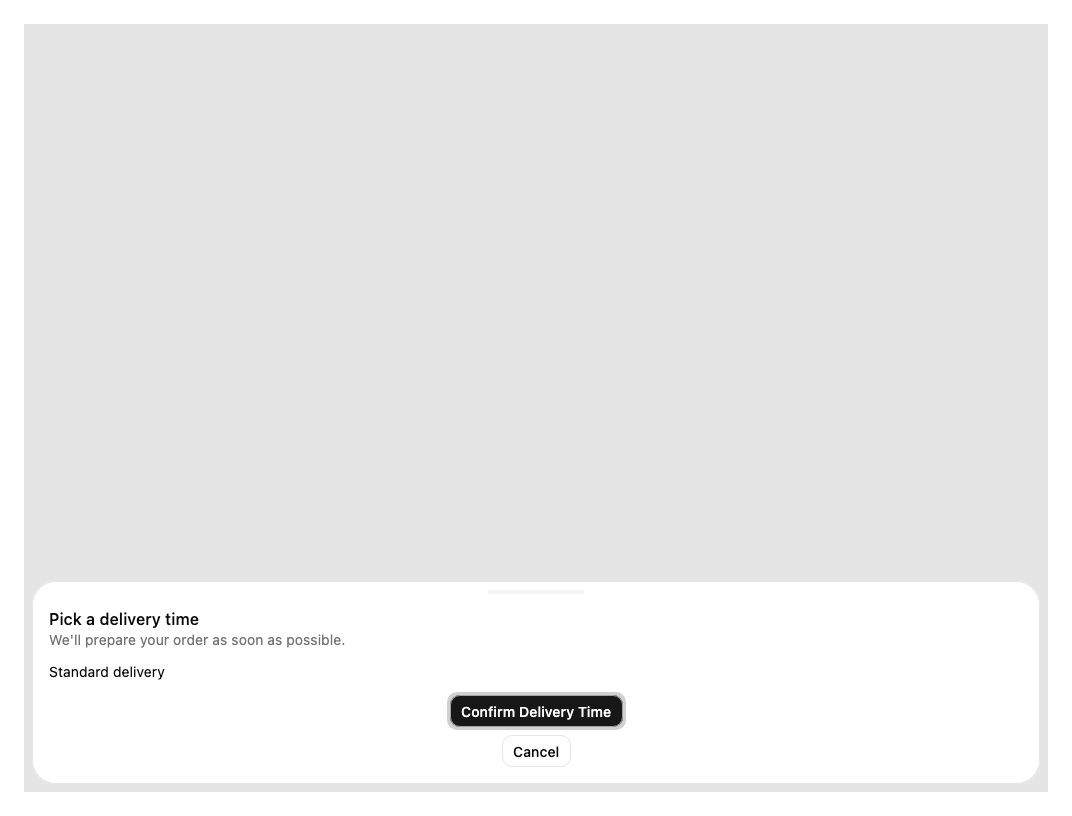 Pick a delivery time
We'll prepare your order as soon as possible.
Standard delivery
Confirm Delivery Time
Cancel